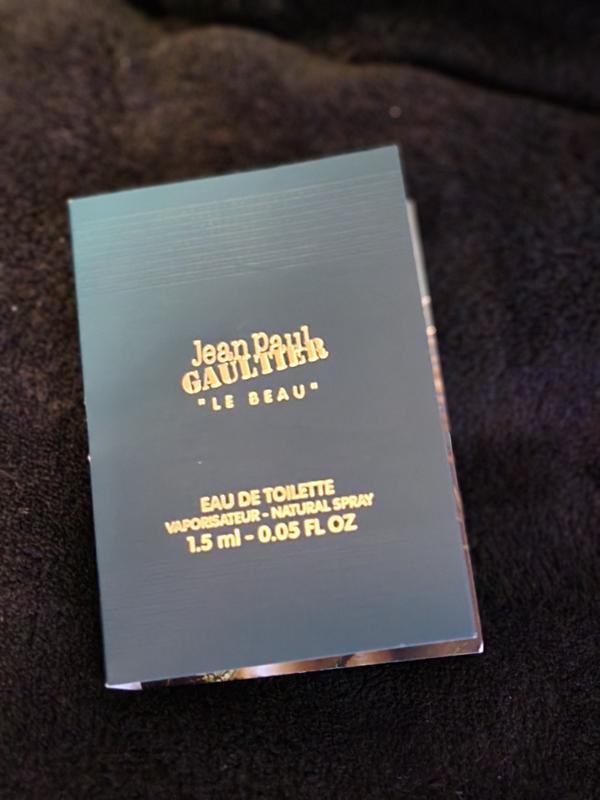 Jean Paul
GAULTIER
"LE BEAU"
EAU DE TOILETTE
VAPORISATEUR - NATURAL SPRAY
1.5 ml - 0.05 FL OZ